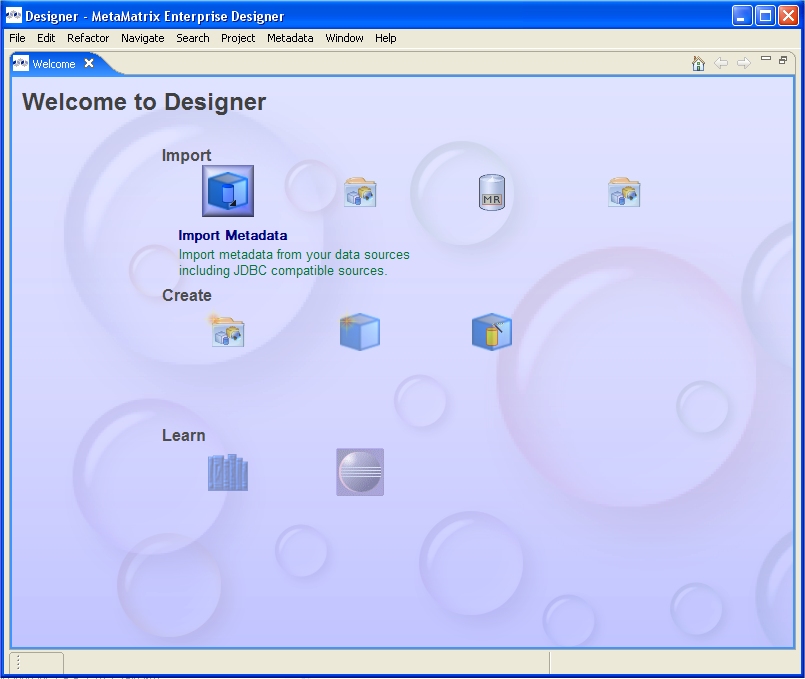 Designer - MetaMatrix Enterprise Designer
File Edit Refactor Navigate Search Project Metadata Window Help
Welcome
Welcome to Designer
Import
MR
Import Metadata
Import metadata from your data sources
including JDBC compatible sources.
Create
Learn